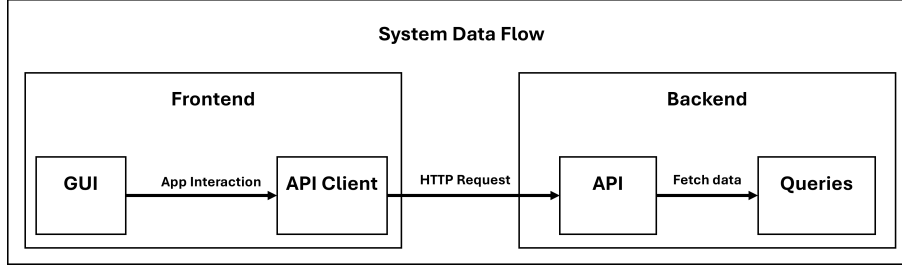 System Data Flow
Frontend
Backend
GUI
App Interaction
API Client
HTTP Request
API
Fetch data
Queries